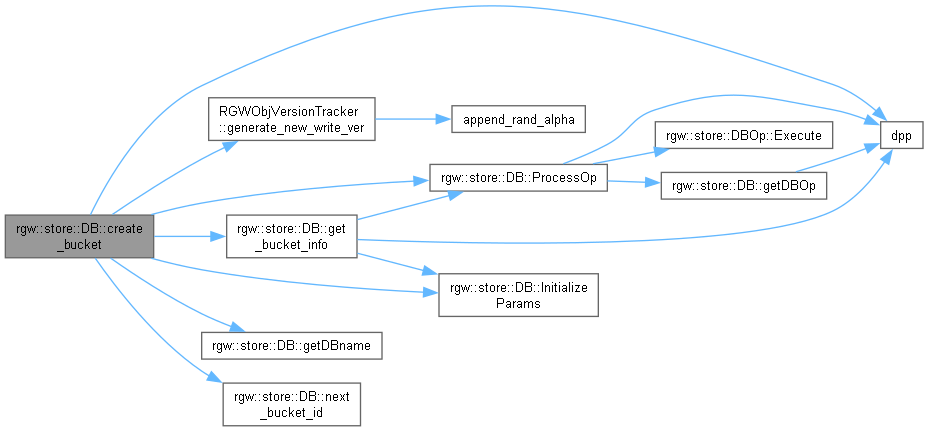 rgw::store::DB::create
_bucket
RGWObjVersionTracker
::generate_new_write_ver
append_rand_alpha
rgw::store::DB::ProcessOp
rgw::store::DBOp::Execute
rgw::store::DB::getDBOp
dpp
rgw::store::DB::get
_bucket_info
rgw::store::DB::Initialize
Params
rgw::store::DB::getDBname
rgw::store::DB::next
_bucket_id